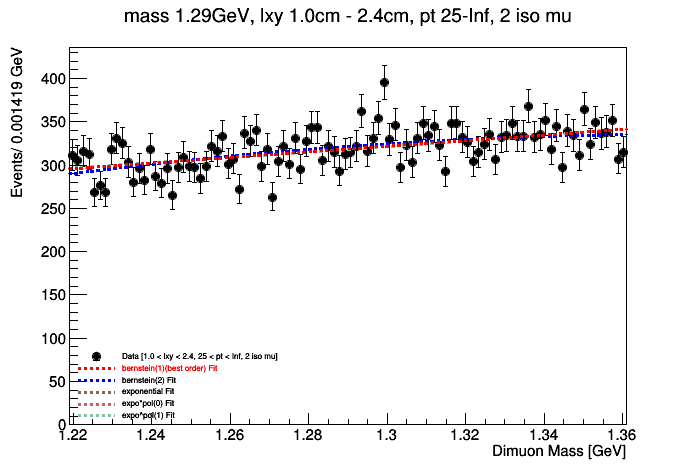 mass 1.29GeV, lxy 1.0cm - 2.4cm, pt 25-Inf, 2 iso mu
Events/ 0.001419 GeV
400
350
300
250
200
150
100
50
0
Data [1.0 < lxy < 2.4, 25 < pt < Inf, 2 iso mu]
bernstein(1)(best order) Fit
bernstein(2) Fit
exponential Fit
expo*pol(0) Fit
expo*pol(1) Fit
1.22 1.24 1.26 1.28 1.3 1.32 1.34 1.36
Dimuon Mass [GeV]